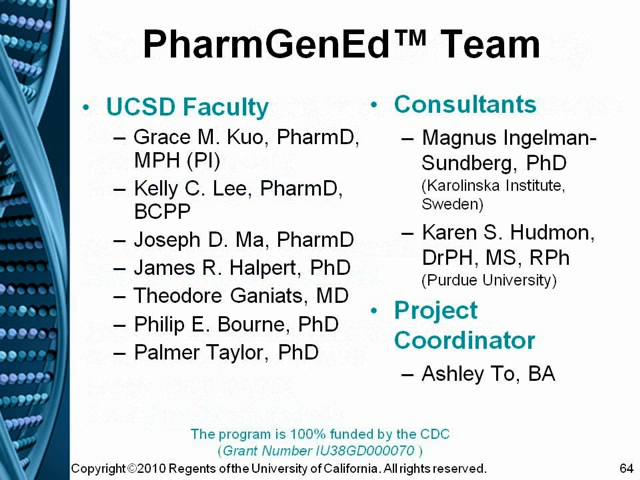 PharmGenEd™ Team
• UCSD Faculty
– Grace M. Kuo, PharmD,
MPH (PI)
– Kelly C. Lee, PharmD,
BCPP
– Joseph D. Ma, PharmD
– James R. Halpert, PhD
– Theodore Ganiats, MD
– Philip E. Bourne, PhD
– Palmer Taylor, PhD
• Consultants
– Magnus Ingelman-
Sundberg, PhD
(Karolinska Institute,
Sweden)
– Karen S. Hudmon,
DrPH, MS, RPh
(Purdue University)
• Project
Coordinator
– Ashley To, BA
The program is 100% funded by the CDC
(Grant Number IU38GD000070 )
Copyright ©2010 Regents of the University of California. All rights reserved.
64